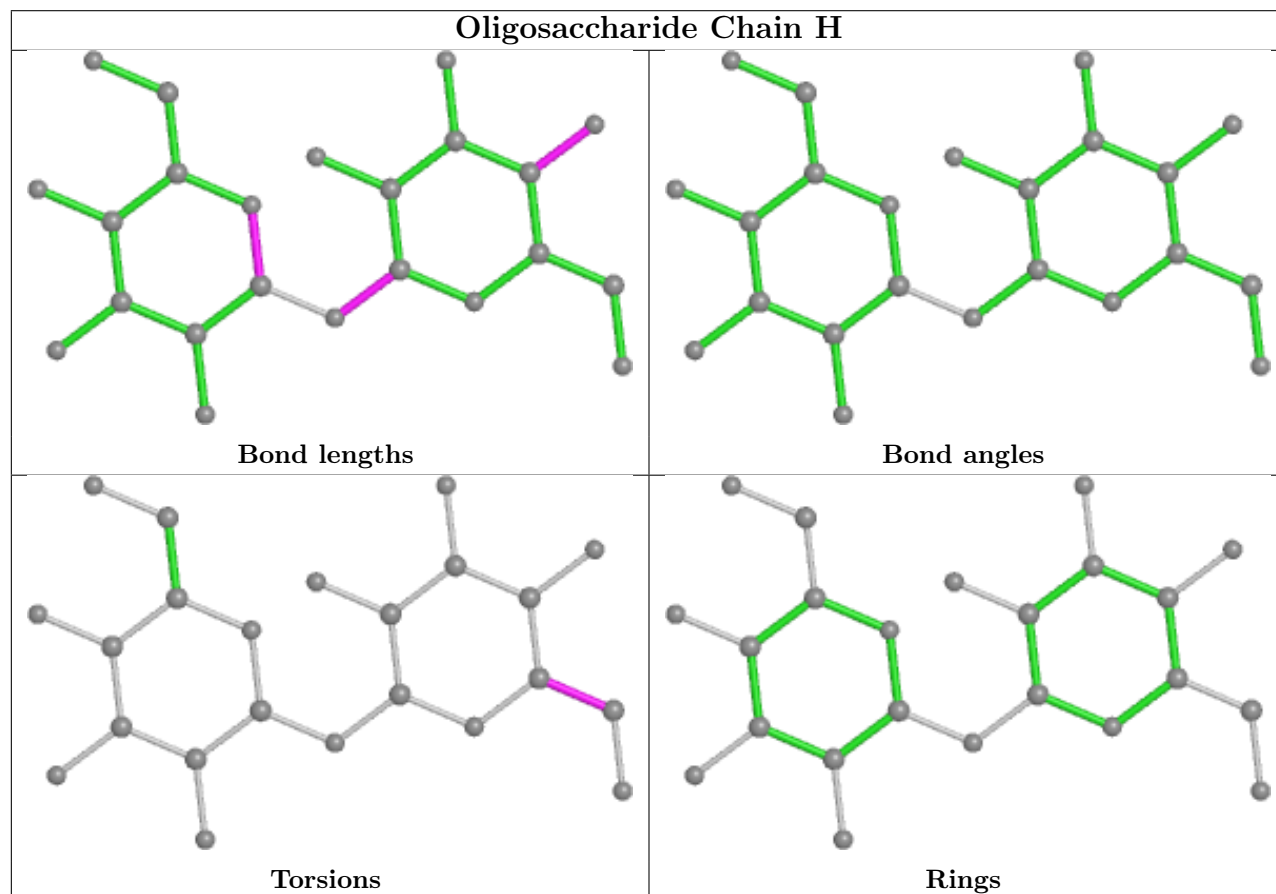 Oligosaccharide Chain H
Bond lengths
Bond angles
Torsions
Rings